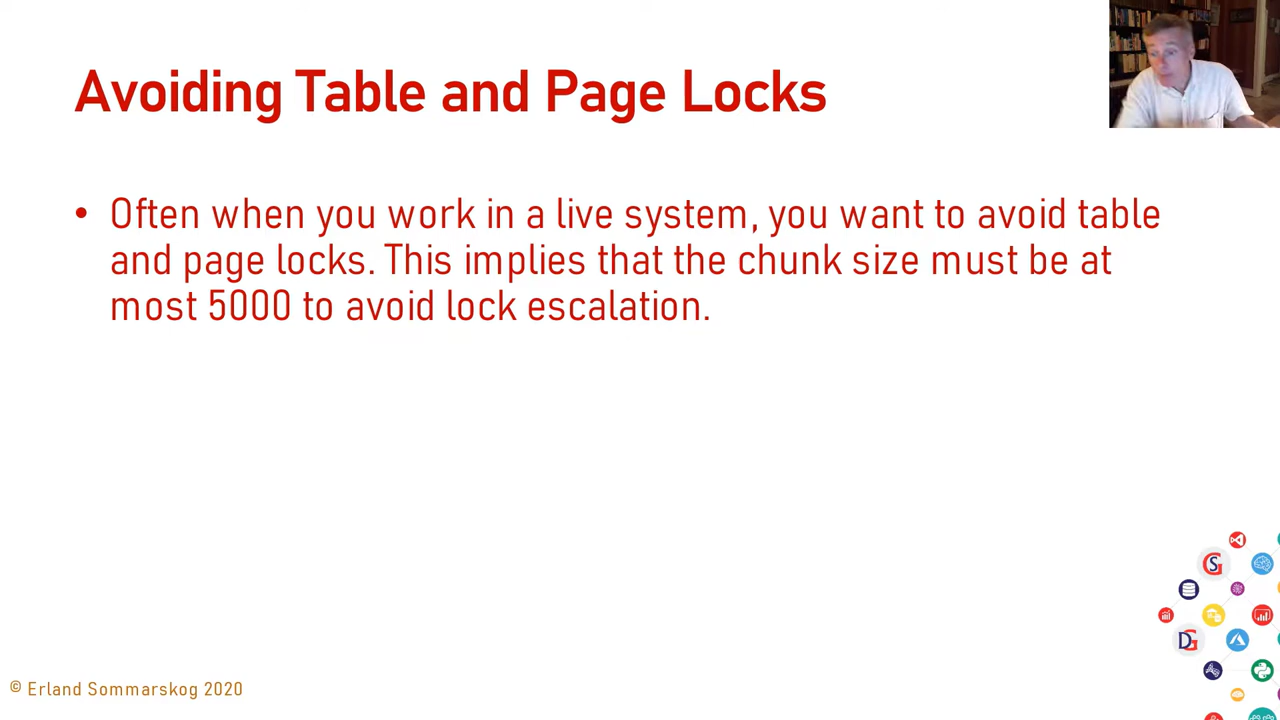 Avoiding Table and Page Locks
• Often when you work in a live system, you want to avoid table
and page locks. This implies that the chunk size must be at
most 5000 to avoid lock escalation.
GS
DG
© Erland Sommarskog 2020